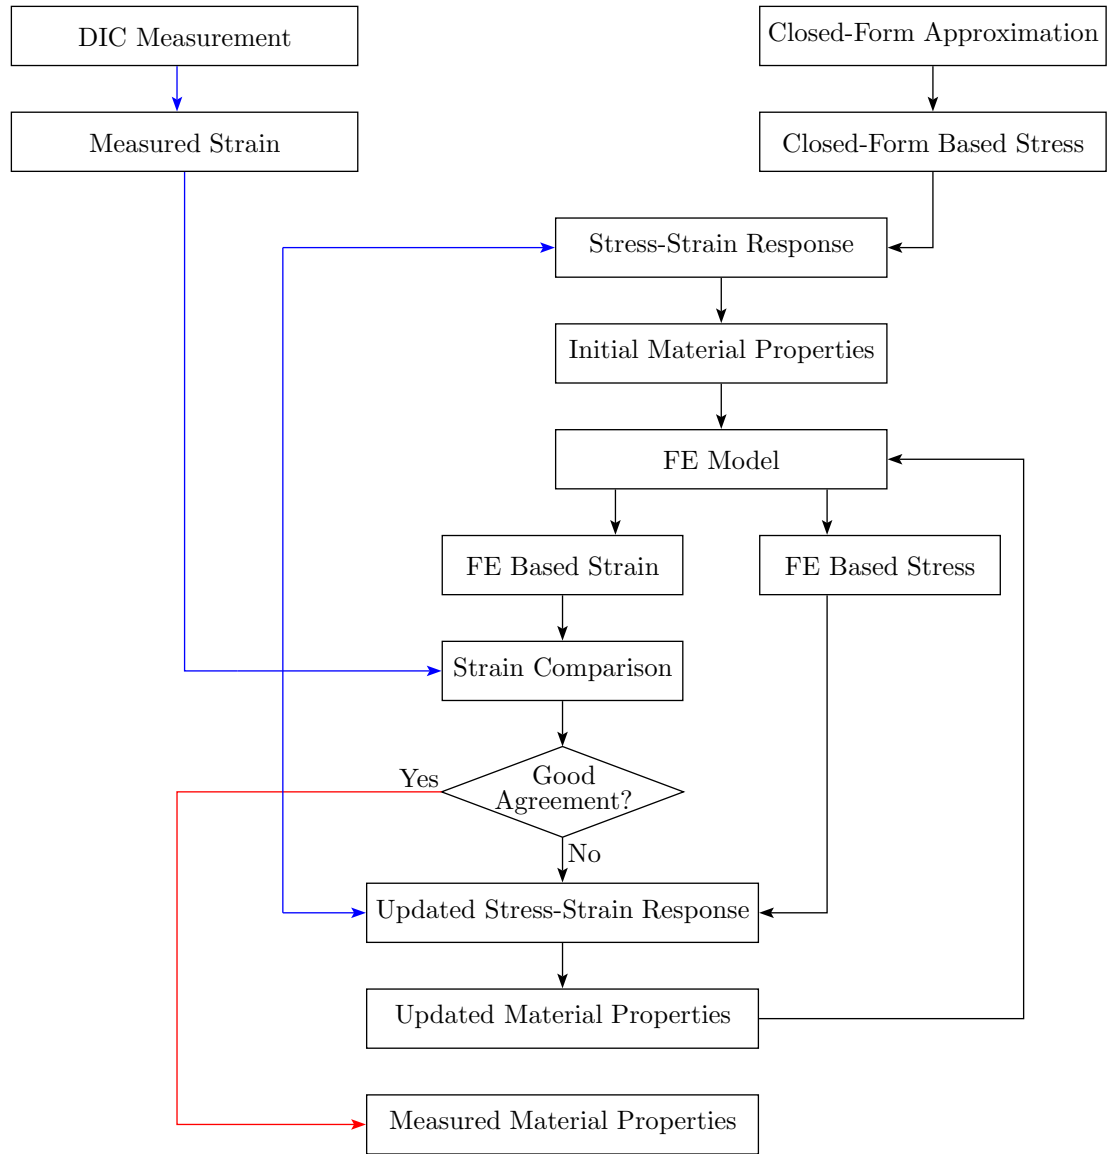 DIC Measurement
Closed-Form Approximation
Measured Strain
Closed-Form Based Stress
Stress-Strain Response
Initial Material Properties
FE Model
FE Based Strain
FE Based Stress
Strain Comparison
Yes
Good
Agreement?
No
Updated Stress-Strain Response
Updated Material Properties
Measured Material Properties